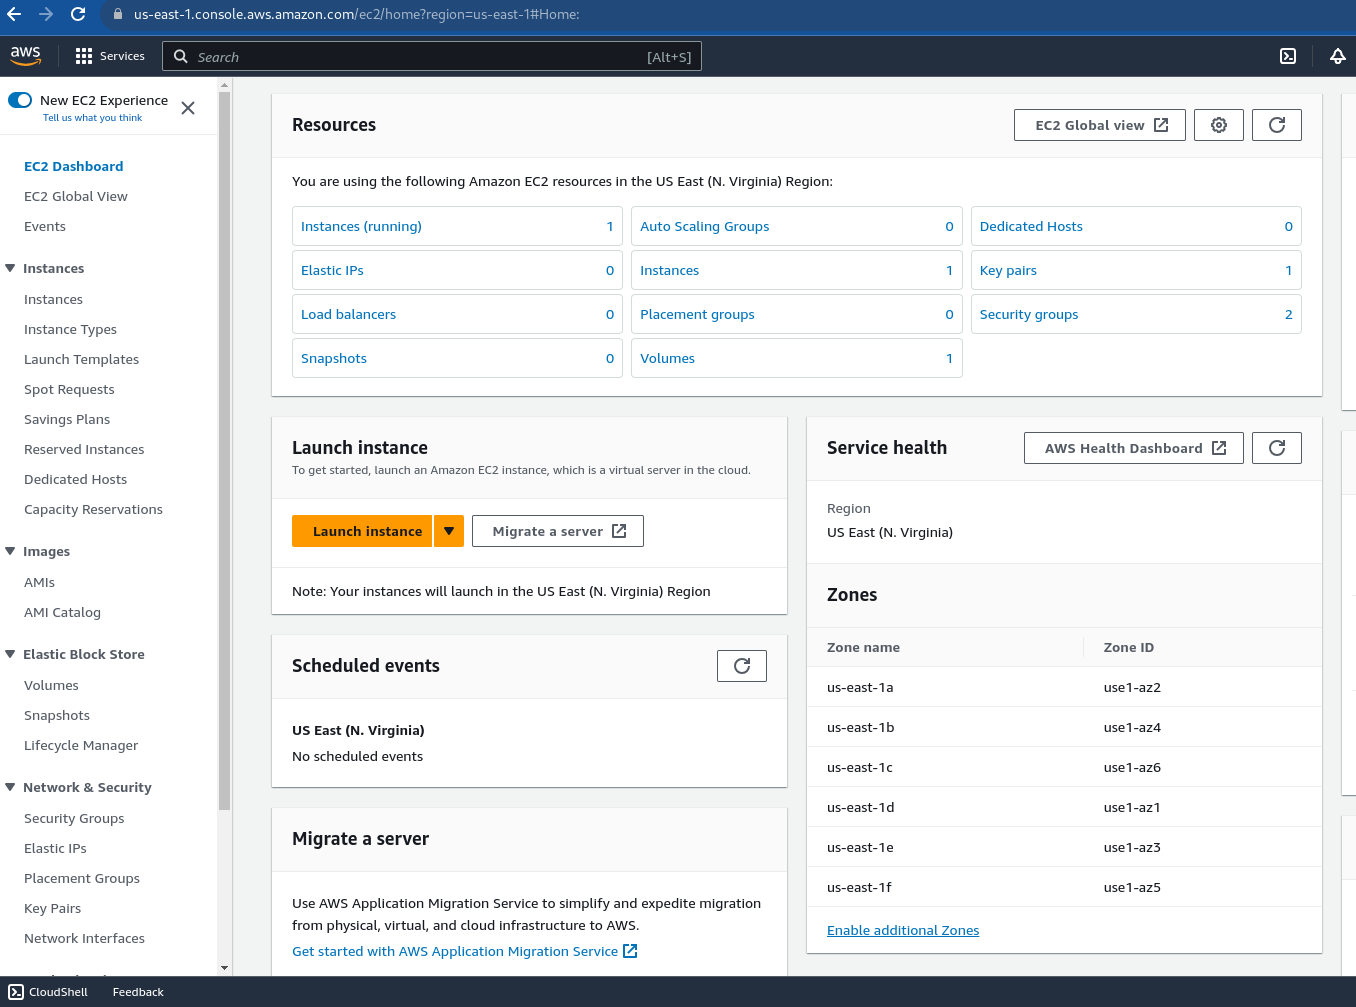 us-east-1.console.aws.amazon.com/ec2/home?region=us-east-1#Home:
aws
Services
Search
[Alt+S]
New EC2 Experience
Tell us what you think
EC2 Dashboard
EC2 Global View
Events
Instances
Instances
Instance Types
Launch Templates
Spot Requests
Savings Plans
Reserved Instances
Dedicated Hosts
Capacity Reservations
Images
AMIs
AMI Catalog
Elastic Block Store
Volumes
Snapshots
Lifecycle Manager
Network & Security
Security Groups
Elastic IPs
Placement Groups
Key Pairs
Network Interfaces
Resources
EC2 Global view
You are using the following Amazon EC2 resources in the US East (N. Virginia) Region:
Instances (running) 1
Auto Scaling Groups 0
Dedicated Hosts 0
Elastic IPs 0
Instances 1
Key pairs 1
Load balancers 0
Placement groups 0
Security groups 2
Snapshots 0
Volumes 1
Launch instance
To get started, launch an Amazon EC2 instance, which is a virtual server in the cloud.
Launch instance
Migrate a server
Note: Your instances will launch in the US East (N. Virginia) Region
Scheduled events
US East (N. Virginia)
No scheduled events
Migrate a server
Use AWS Application Migration Service to simplify and expedite migration
from physical, virtual, and cloud infrastructure to AWS.
Get started with AWS Application Migration Service
Service health
AWS Health Dashboard
Region
US East (N. Virginia)
Zones
Zone name Zone ID
us-east-1a use1-az2
us-east-1b use1-az4
us-east-1c use1-az6
us-east-1d use1-az1
us-east-1e use1-az3
us-east-1f use1-az5
Enable additional Zones
CloudShell
Feedback